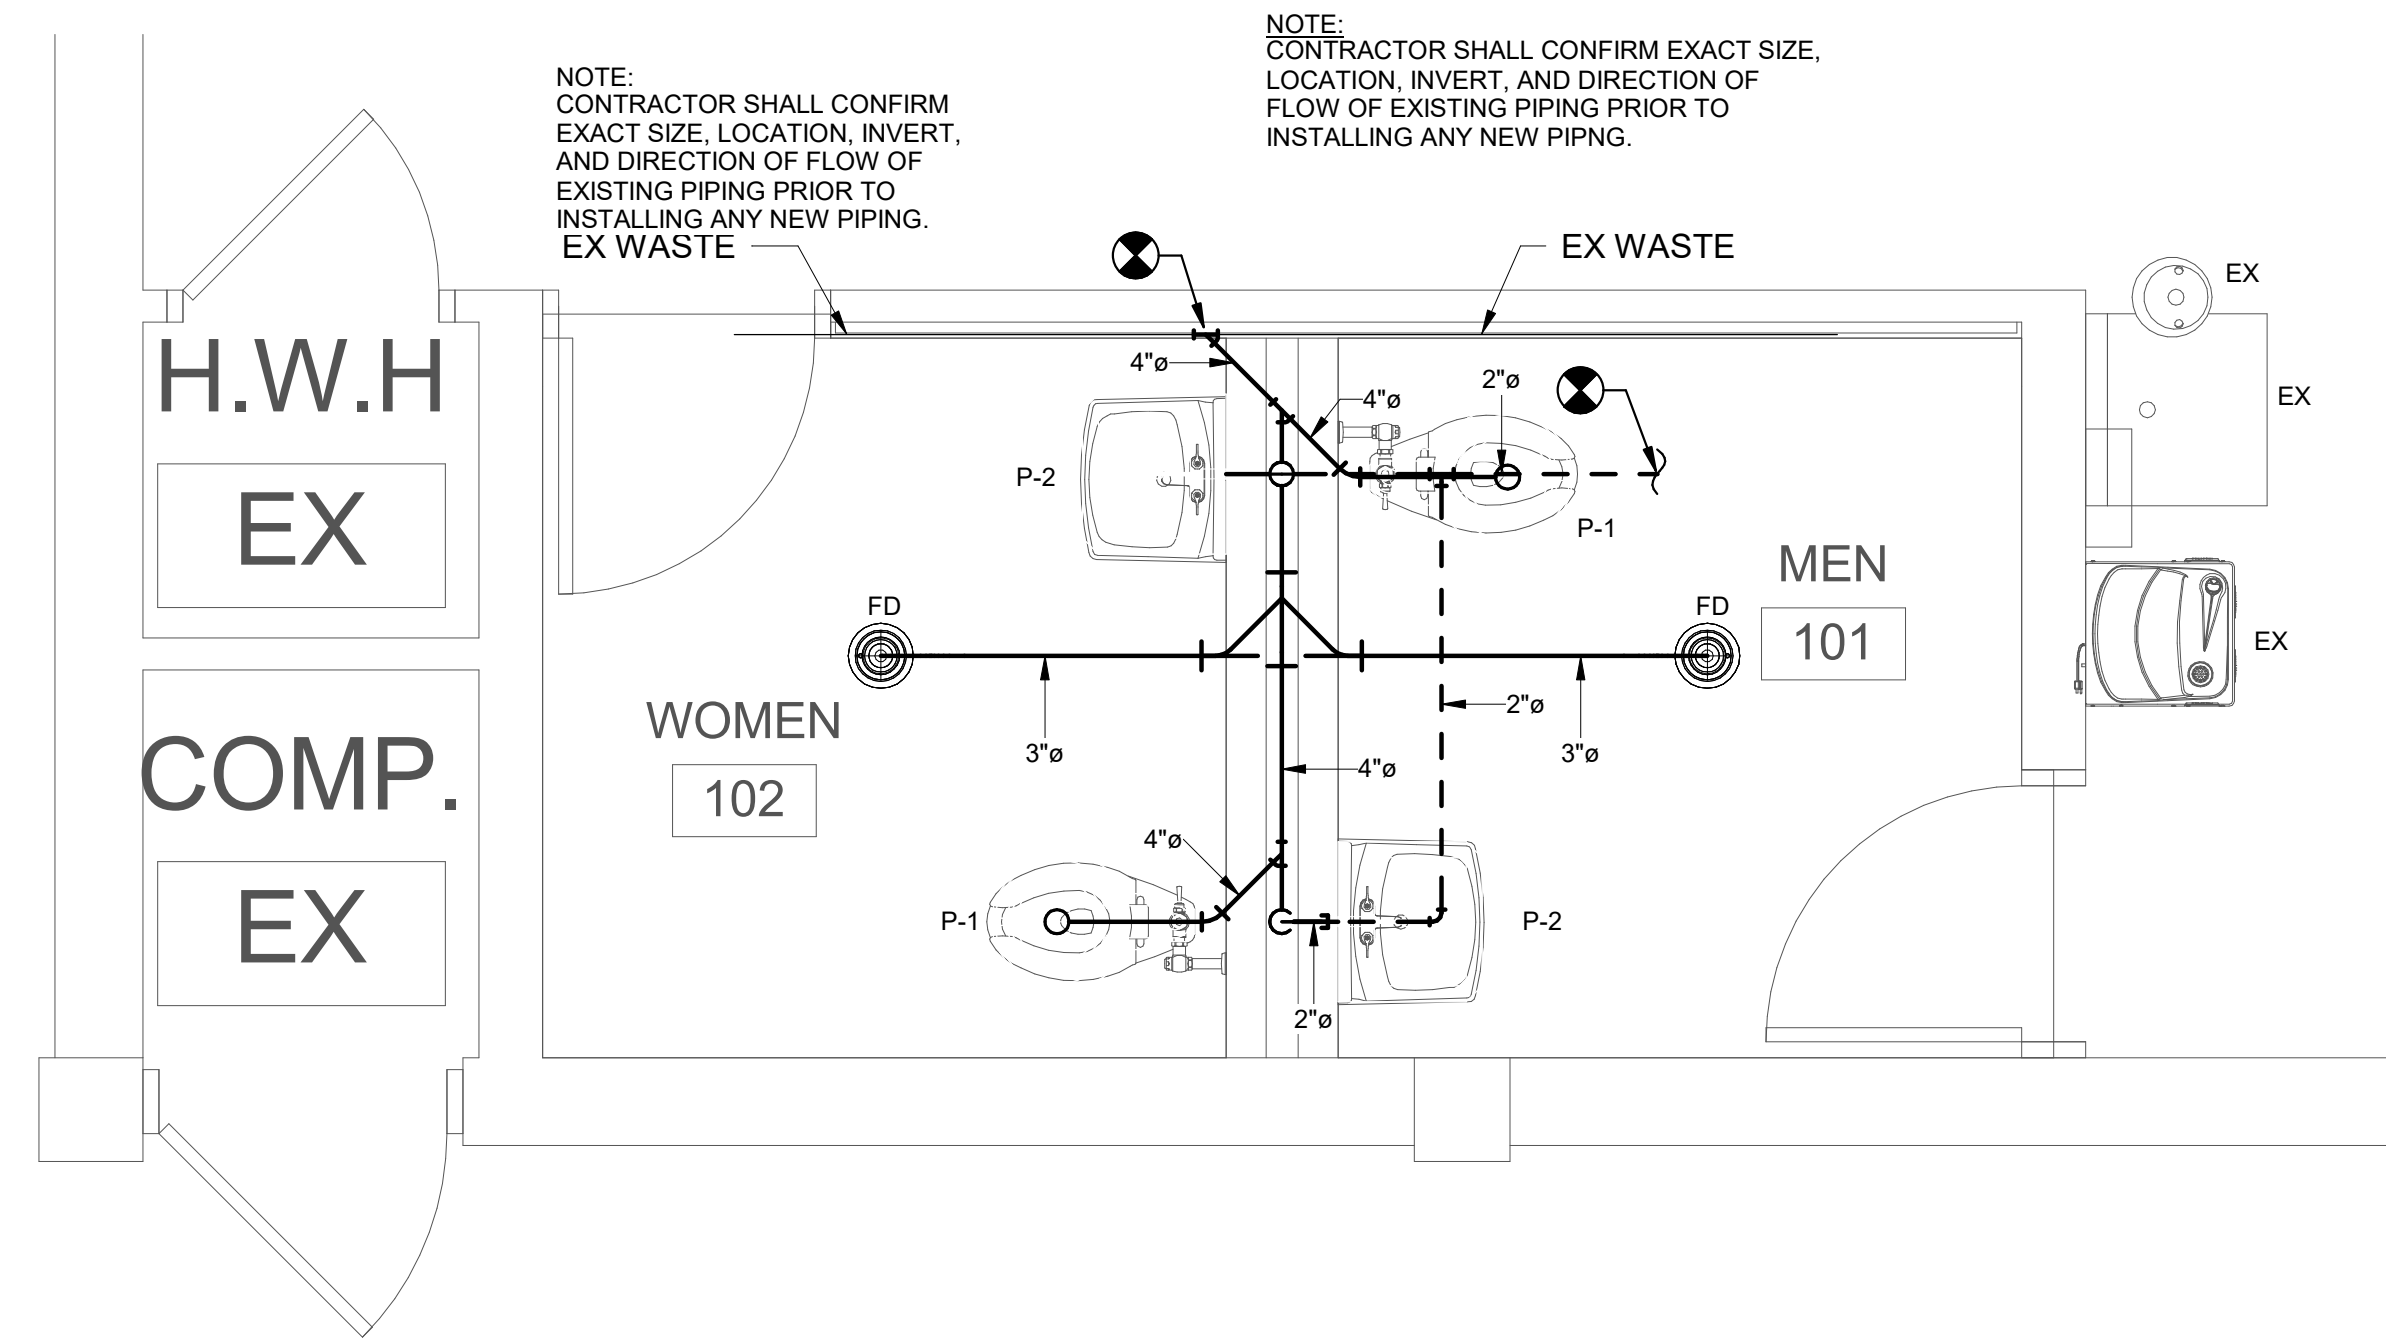 NOTE:
CONTRACTOR SHALL CONFIRM EXACT SIZE,
LOCATION, INVERT, AND DIRECTION OF
FLOW OF EXISTING PIPING PRIOR TO
INSTALLING ANY NEW PIPNG.
NOTE:
CONTRACTOR SHALL CONFIRM
EXACT SIZE, LOCATION, INVERT,
AND DIRECTION OF FLOW OF
EXISTING PIPING PRIOR TO
INSTALLING ANY NEW PIPING.
EX WASTE
EX WASTE
EX
H.W.H
4"ø
2"ø
4"ø
EX
P-2
EX
P-1
MEN
FD
FD
101
EX
WOMEN
2"ø
3"ø
3"ø
COMP.
4"ø
102
4"ø
EX
P-1
P-2
2"ø